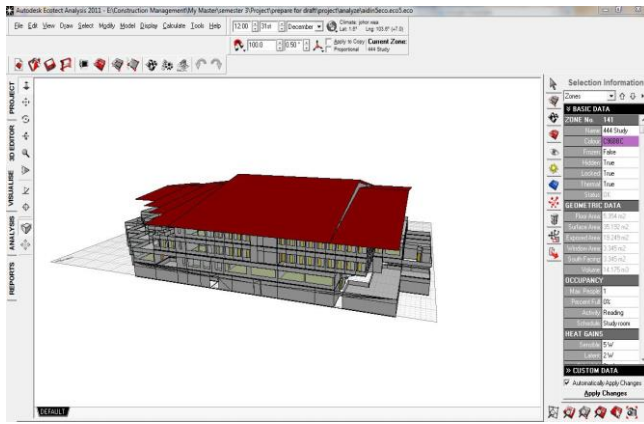 Autodesk Ecotect Analysis 2011 - E:\Construction Management\My Master\semester 3\Project\prepare for draft\project\analyze\aidin5eco.eco5.eco
File Edit View Draw Select Modify Model Display Calculate Tools Help
12:00 31st December Climate: johor
Lat: 1.6° Lng: 103.6° (+7.0)
100.0 0.50° Apply to Copy Current Zone:
Proportional 444 Study
PROJECT
3D EDITOR
VISUALISE
ANALYSIS
REPORTS
DEFAULT
Selection Information
Zones
BASIC DATA
ZONE No. 141
Name 444 Study
Colour
Frozen False
Hidden True
Locked True
Thermal True
Status
GEOMETRIC DATA
Floor Area
Surface Area
Exposed Area
Window Area
South Facing
Volume
OCCUPANCY
Max. People 1
Percent Full 0%
Activity Reading
Schedule Study room
HEAT GAINS
Sensible 5 W
Latent 2 W
CUSTOM DATA
Automatically Apply Changes
Apply Changes